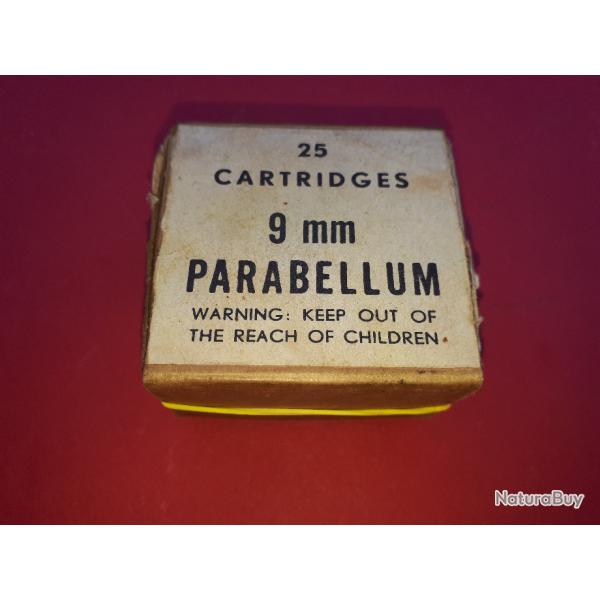 25
CARTRIDGES
9 mm
PARABELLUM
WARNING: KEEP OUT OF
THE REACH OF CHILDREN
NaturaBuy